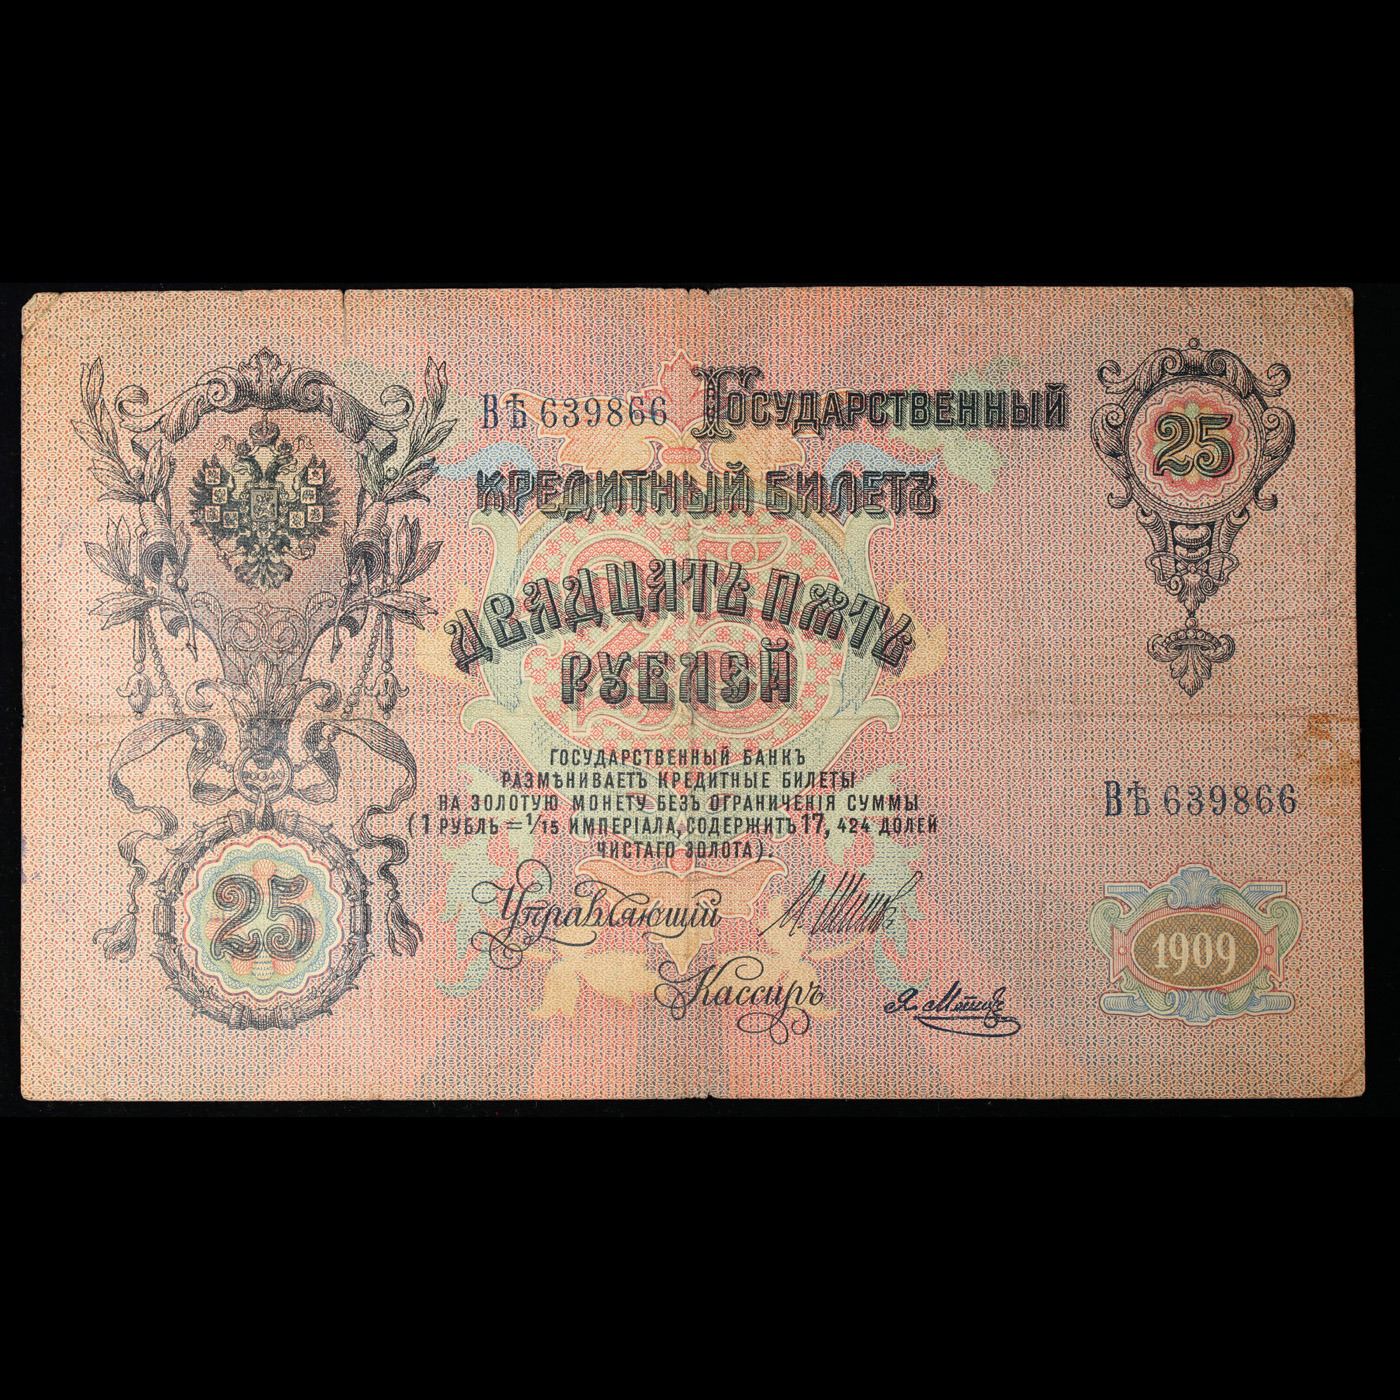 ВѢ 639866
ГОСУДАРСТВЕННЫЙ
КРЕДИТНЫЙ БИЛЕТЪ
25
ДВАДЦАТЬ ПЯТЬ
РУБЛЕЙ
ГОСУДАРСТВЕННЫЙ БАНКЪ
РАЗМѢНИВАЕТЪ КРЕДИТНЫЕ БИЛЕТЫ
НА ЗОЛОТУЮ МОНЕТУ БЕЗЪ ОГРАНИЧЕНІЯ СУММЫ
(1 РУБЛЬ = 1/15 ИМПЕРІАЛА, СОДЕРЖИТЪ 17, 424 ДОЛЕЙ
ЧИСТАГО ЗОЛОТА).
ВѢ 639866
25
Управляющій
Кассиръ
1909